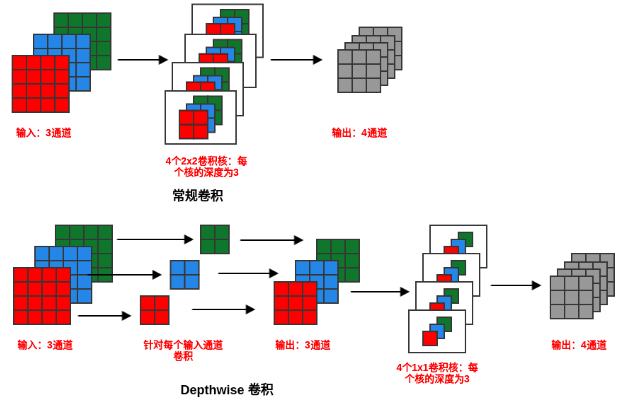 输入：3通道
输出：4通道
4个2x2卷积核：每
个核的深度为3
常规卷积
输入：3通道
针对每个输入通道
卷积
输出：3通道
4个1x1卷积核：每
个核的深度为3
输出：4通道
Depthwise 卷积